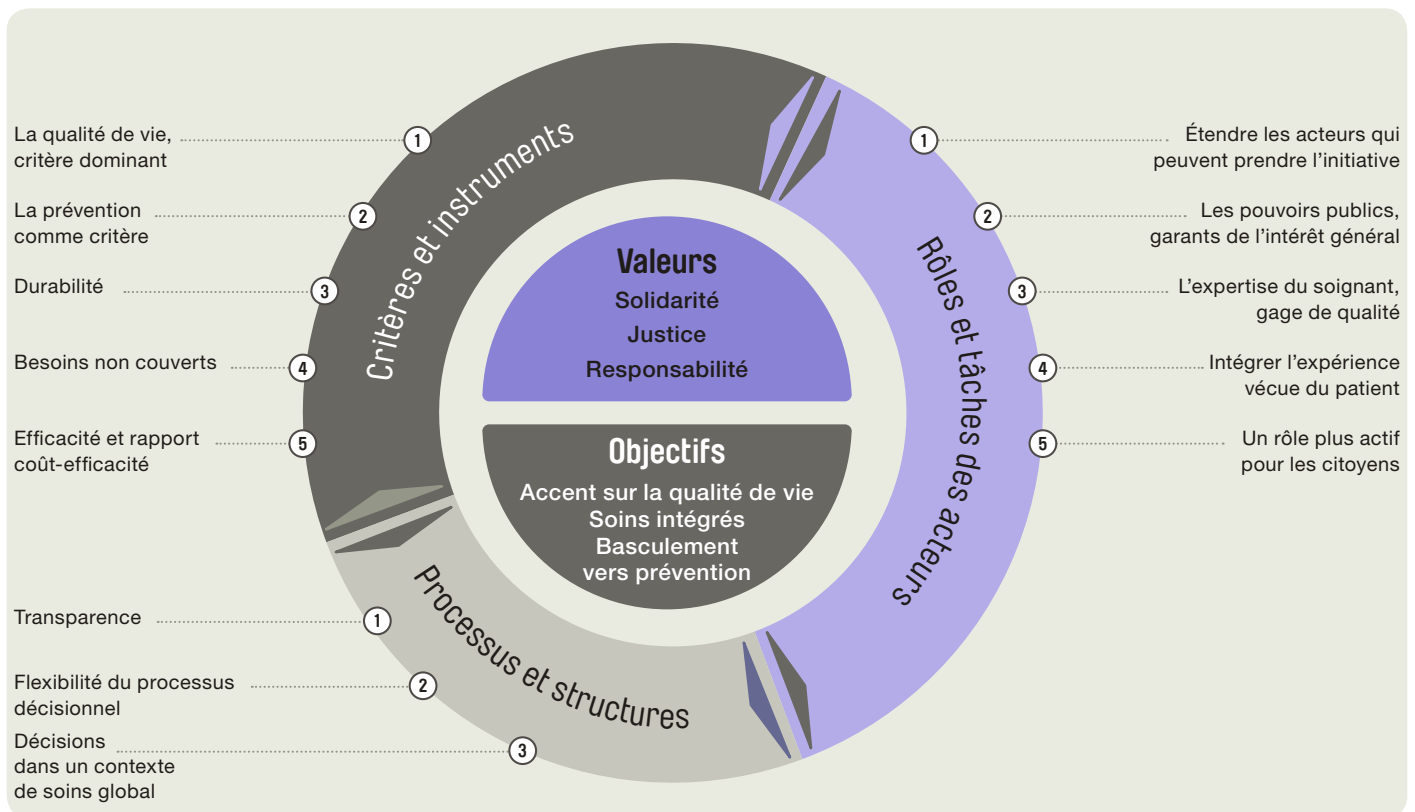 La qualité de vie,
critère dominant
1
La prévention
comme critère
2
Durabilité
3
Besoins non couverts
4
Efficacité et rapport
coût-efficacité
5
Critères et instruments
Valeurs
Solidarité
Justice
Responsabilité
Objectifs
Accent sur la qualité de vie
Soins intégrés
Basculement
vers prévention
Rôles et tâches des acteurs
1
Étendre les acteurs qui
peuvent prendre l’initiative
2
Les pouvoirs publics,
garants de l’intérêt général
3
L’expertise du soignant,
gage de qualité
4
Intégrer l’expérience
vécue du patient
5
Un rôle plus actif
pour les citoyens
Processus et structures
Transparence
1
Flexibilité du processus
décisionnel
2
Décisions
dans un contexte
de soins global
3